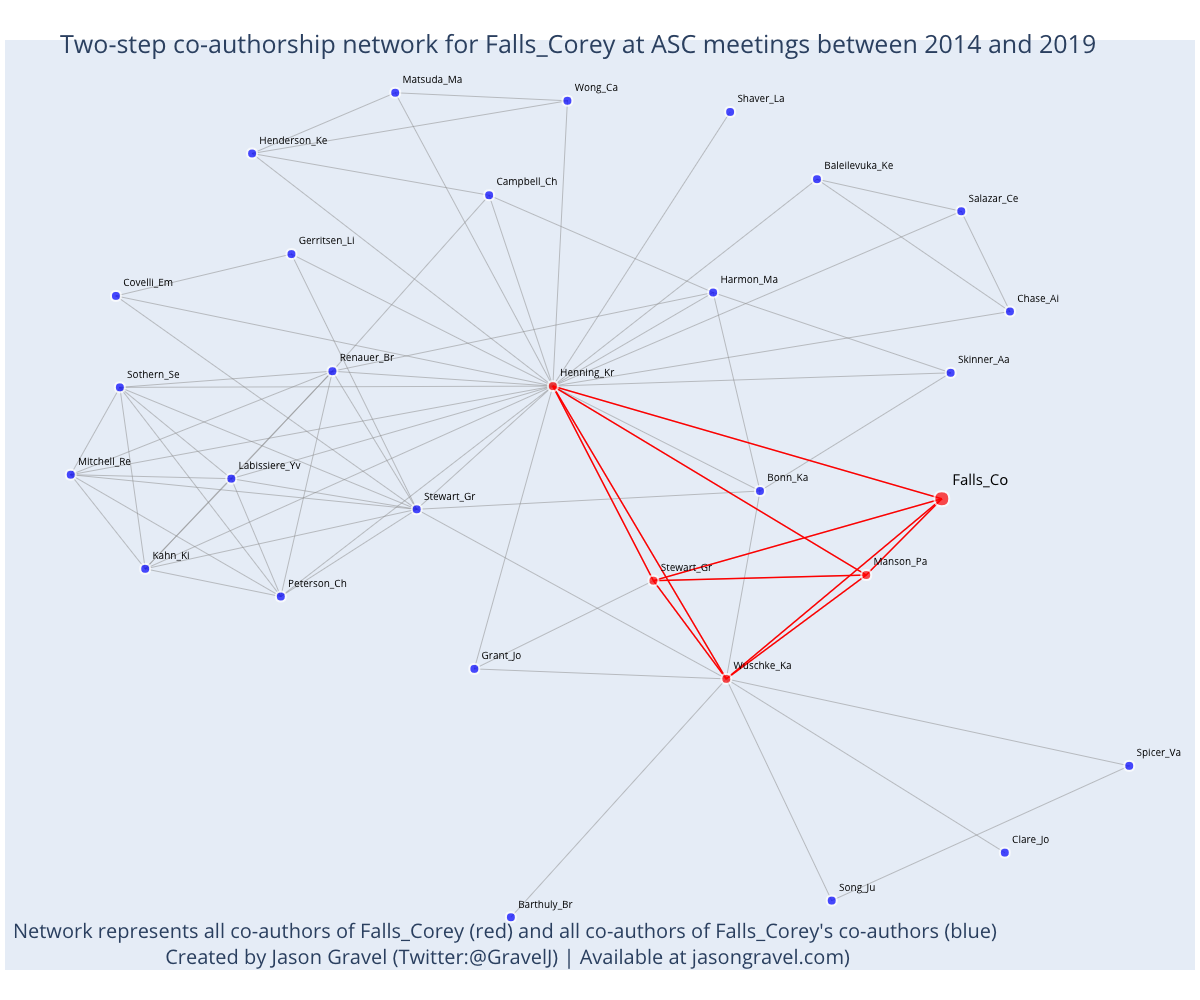 Two-step co-authorship network for Falls_Corey at ASC meetings between 2014 and 2019
Matsuda_Ma
Wong_Ca
Shaver_La
Henderson_Ke
Baleilevuka_Ke
Campbell_Ch
Salazar_Ce
Gerritsen_Li
Harmon_Ma
Covelli_Em
Chase_Ai
Renauer_Br
Skinner_Aa
Sothern_Se
Henning_Kr
Mitchell_Re
Labissiere_Yv
Bonn_Ka
Falls_Co
Stewart_Gr
Kahn_Ki
Stewart_Gr
Manson_Pa
Peterson_Ch
Grant_Jo
Wuschke_Ka
Spicer_Va
Clare_Jo
Song_Ju
Barthuly_Br
Network represents all co-authors of Falls_Corey (red) and all co-authors of Falls_Corey's co-authors (blue)
Created by Jason Gravel (Twitter:@GravelJ) | Available at jasongravel.com)